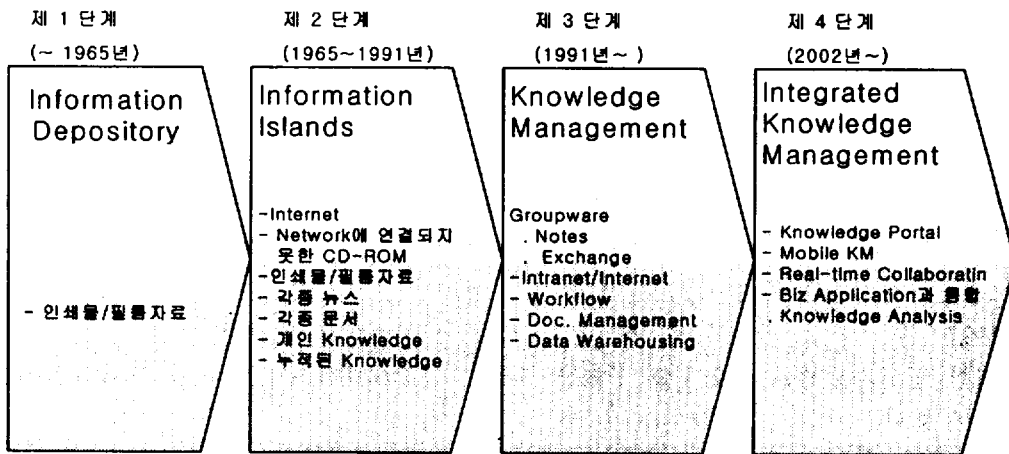 제 1 단계
(~ 1965년)
Information
Depository
- 인쇄물/필름자료
제 2 단계
(1965~1991년)
Information
Islands
-Internet
- Network에 연결되지
못한 CD-ROM
-인쇄물/필름자료
- 각종 뉴스
- 각종 문서
- 개인 Knowledge
- 누적된 Knowledge
제 3 단계
(1991년~ )
Knowledge
Management
Groupware
. Notes
. Exchange
-Intranet/Internet
- Workflow
- Doc. Management
- Data Warehousing
제 4 단계
(2002년~)
Integrated
Knowledge
Management
- Knowledge Portal
- Mobile KM
- Real-time Collaboratin
- Biz Application과 통합
. Knowledge Analysis